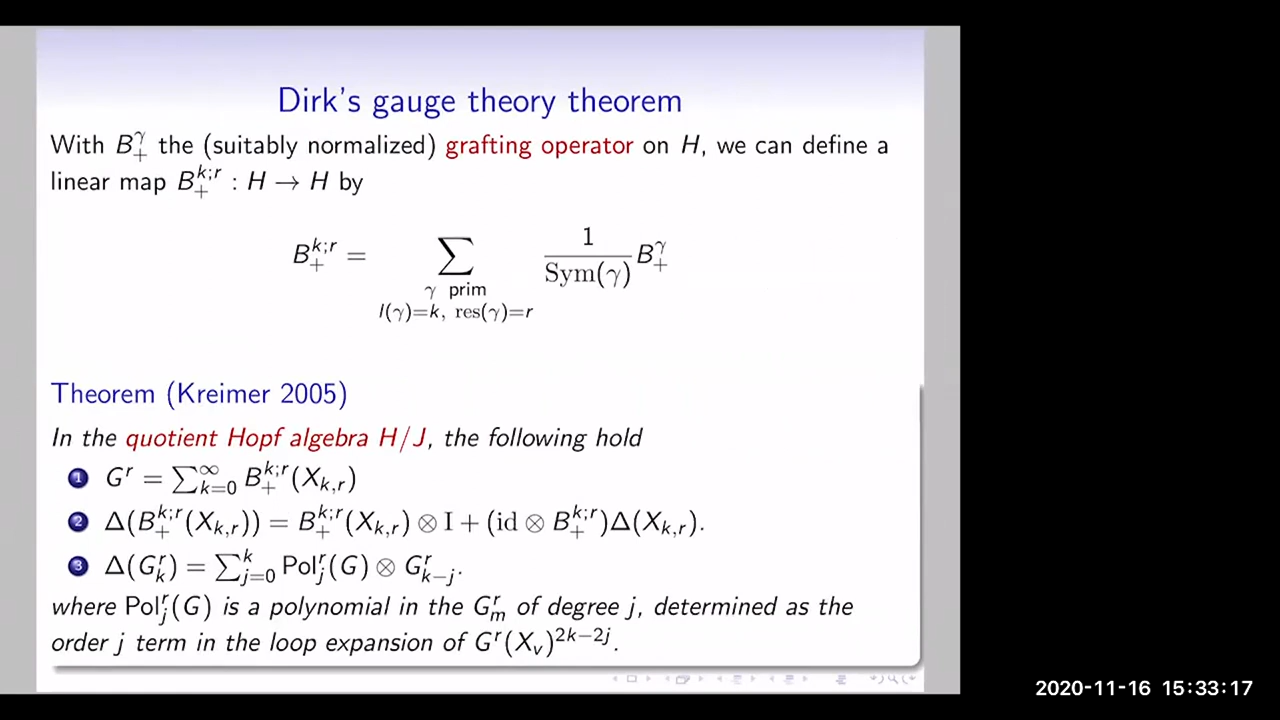 Dirk's gauge theory theorem
With B₊^γ the (suitably normalized) grafting operator on H, we can define a
linear map B₊^{k;r} : H → H by
B₊^{k;r} = ∑_{γ prim, l(γ)=k, res(γ)=r} 1/Sym(γ) B₊^γ
Theorem (Kreimer 2005)
In the quotient Hopf algebra H/J, the following hold
1 G^r = ∑_{k=0}^∞ B₊^{k;r}(X_{k,r})
2 Δ(B₊^{k;r}(X_{k,r})) = B₊^{k;r}(X_{k,r}) ⊗ I + (id ⊗ B₊^{k;r})Δ(X_{k,r}).
3 Δ(G_k^r) = ∑_{j=0}^k Pol_j^r(G) ⊗ G_{k−j}^r.
where Pol_j^r(G) is a polynomial in the G_m^r of degree j, determined as the
order j term in the loop expansion of G^r(X_v)^{2k−2j}.
2020-11-16 15:33:17